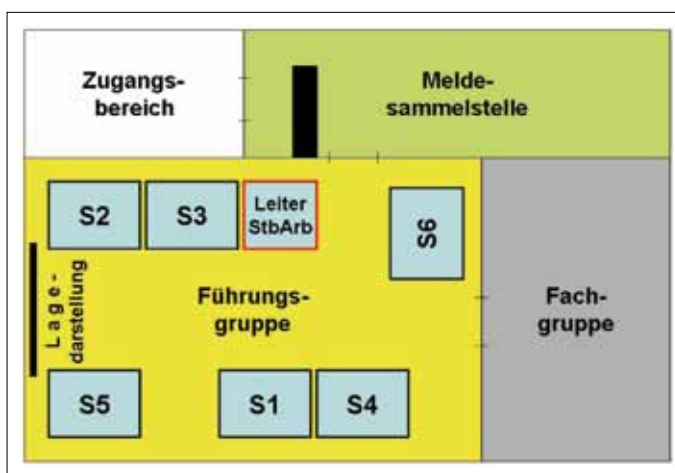 Zugangs-
bereich
Melde-
sammelstelle
S2
S3
Leiter
StbArb
S6
Lage-
darstellung
Führungs-
gruppe
Fach-
gruppe
S5
S1
S4